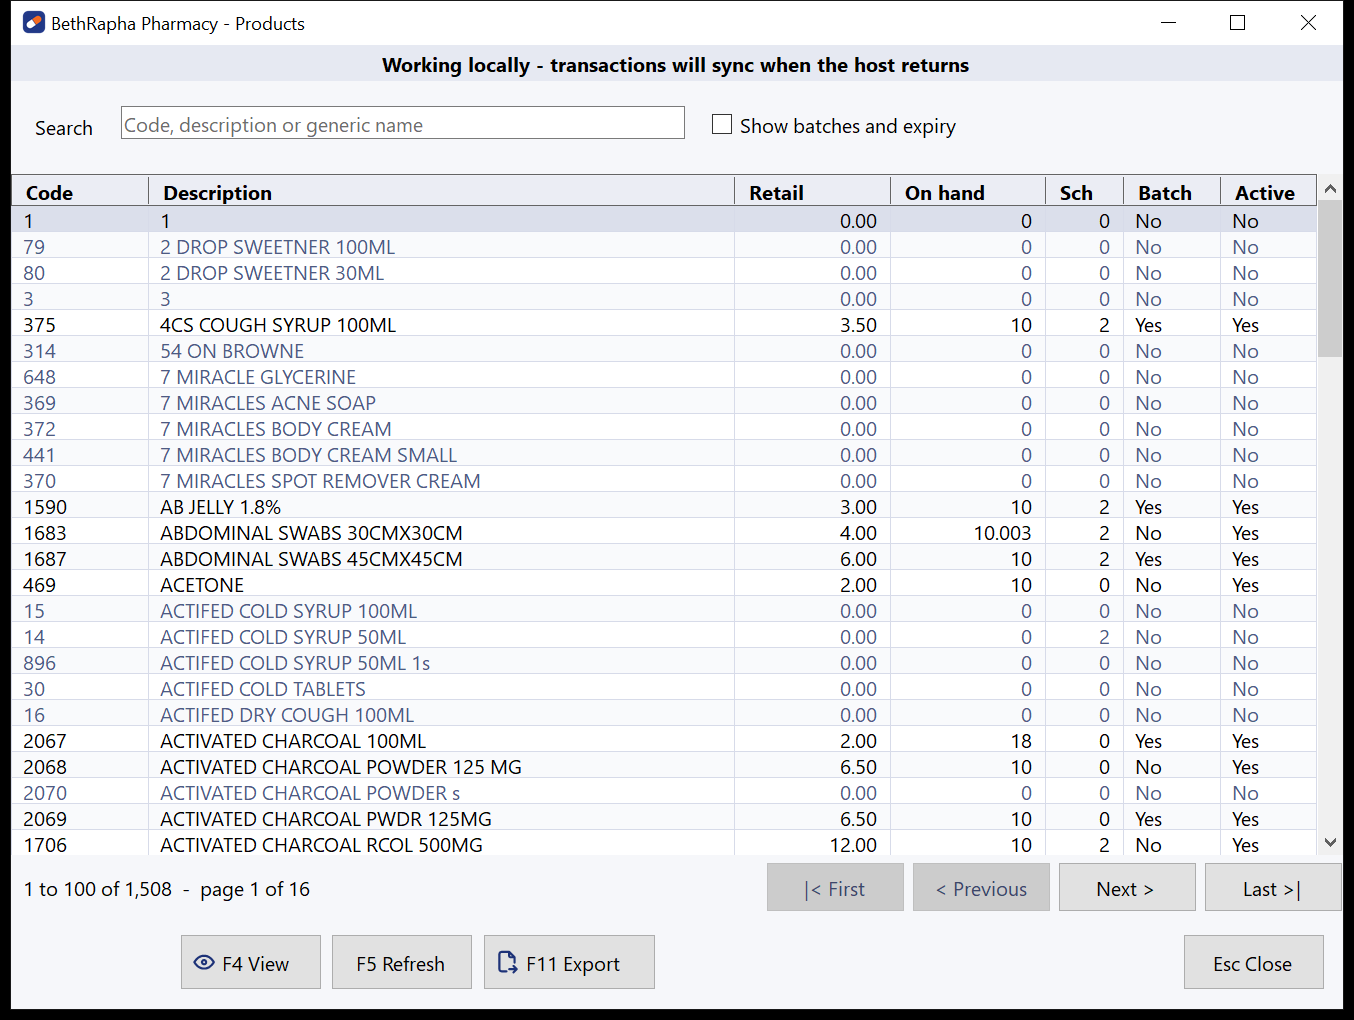 BethRapha Pharmacy - Products
Working locally - transactions will sync when the host returns
Search Code, description or generic name Show batches and expiry
Code Description Retail On hand Sch Batch Active
1 1 0.00 0 0 No No
79 2 DROP SWEETNER 100ML 0.00 0 0 No No
80 2 DROP SWEETNER 30ML 0.00 0 0 No No
3 3 0.00 0 0 No No
375 4CS COUGH SYRUP 100ML 3.50 10 2 Yes Yes
314 54 ON BROWNE 0.00 0 0 No No
648 7 MIRACLE GLYCERINE 0.00 0 0 No No
369 7 MIRACLES ACNE SOAP 0.00 0 0 No No
372 7 MIRACLES BODY CREAM 0.00 0 0 No No
441 7 MIRACLES BODY CREAM SMALL 0.00 0 0 No No
370 7 MIRACLES SPOT REMOVER CREAM 0.00 0 0 No No
1590 AB JELLY 1.8% 3.00 10 2 Yes Yes
1683 ABDOMINAL SWABS 30CMX30CM 4.00 10.003 2 No Yes
1687 ABDOMINAL SWABS 45CMX45CM 6.00 10 2 Yes Yes
469 ACETONE 2.00 10 0 No Yes
15 ACTIFED COLD SYRUP 100ML 0.00 0 0 No No
14 ACTIFED COLD SYRUP 50ML 0.00 0 2 No No
896 ACTIFED COLD SYRUP 50ML 1s 0.00 0 0 No No
30 ACTIFED COLD TABLETS 0.00 0 0 No No
16 ACTIFED DRY COUGH 100ML 0.00 0 0 No No
2067 ACTIVATED CHARCOAL 100ML 2.00 18 0 Yes Yes
2068 ACTIVATED CHARCOAL POWDER 125 MG 6.50 10 0 No Yes
2070 ACTIVATED CHARCOAL POWDER s 0.00 0 0 No No
2069 ACTIVATED CHARCOAL PWDR 125MG 6.50 10 0 Yes Yes
1706 ACTIVATED CHARCOAL RCOL 500MG 12.00 10 2 No Yes
1 to 100 of 1,508 - page 1 of 16 |< First < Previous Next > Last >|
F4 View F5 Refresh F11 Export Esc Close